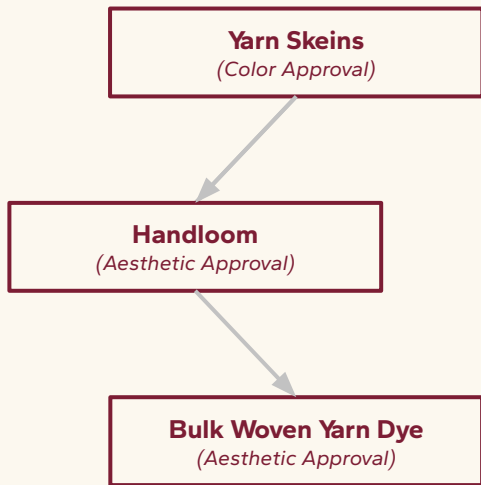 Yarn Skeins
(Color Approval)
Handloom
(Aesthetic Approval)
Bulk Woven Yarn Dye
(Aesthetic Approval)